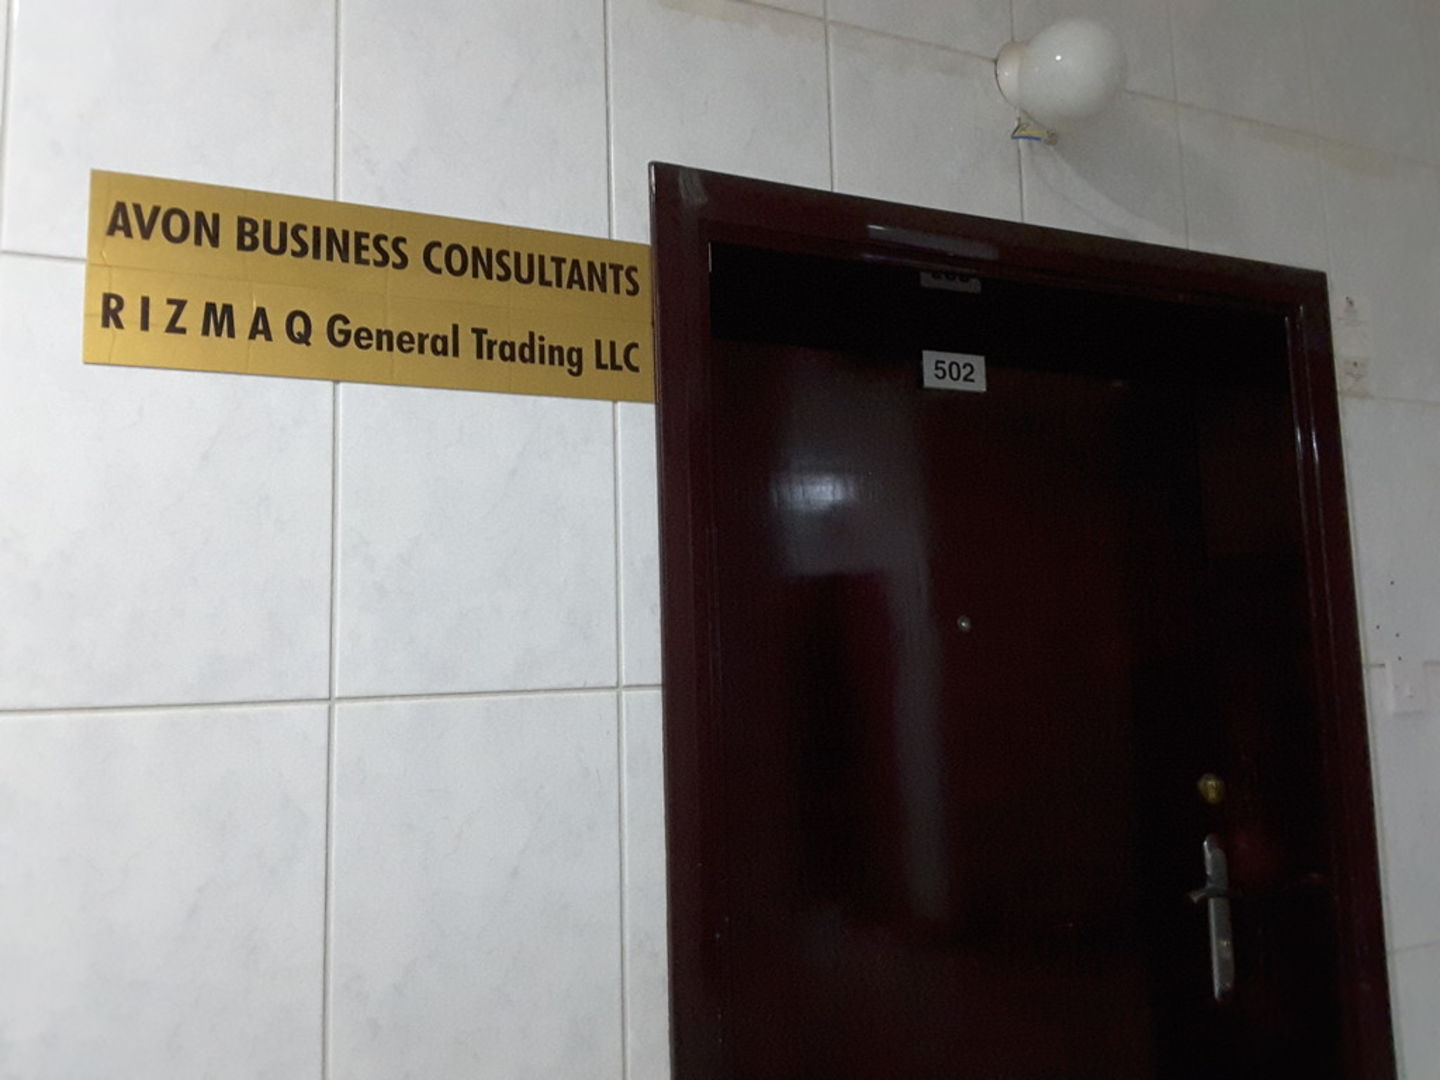 AVON BUSINESS CONSULTANTS
R I Z M A Q General Trading LLC
502